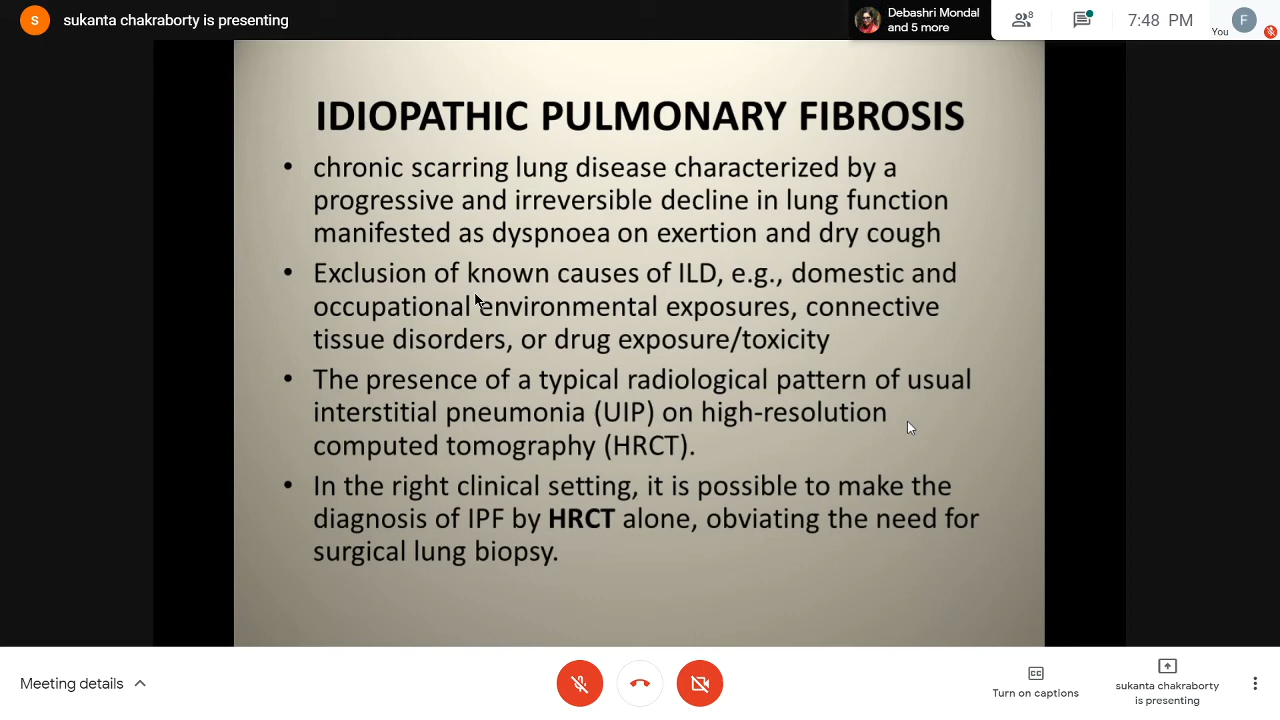 S
sukanta chakraborty is presenting
Debashri Mondal
and 5 more
8
7:48 PM
You
F
IDIOPATHIC PULMONARY FIBROSIS
• chronic scarring lung disease characterized by a
progressive and irreversible decline in lung function
manifested as dyspnoea on exertion and dry cough
• Exclusion of known causes of ILD, e.g., domestic and
occupational environmental exposures, connective
tissue disorders, or drug exposure/toxicity
• The presence of a typical radiological pattern of usual
interstitial pneumonia (UIP) on high-resolution
computed tomography (HRCT).
• In the right clinical setting, it is possible to make the
diagnosis of IPF by HRCT alone, obviating the need for
surgical lung biopsy.
Meeting details
CC
Turn on captions
sukanta chakraborty
is presenting